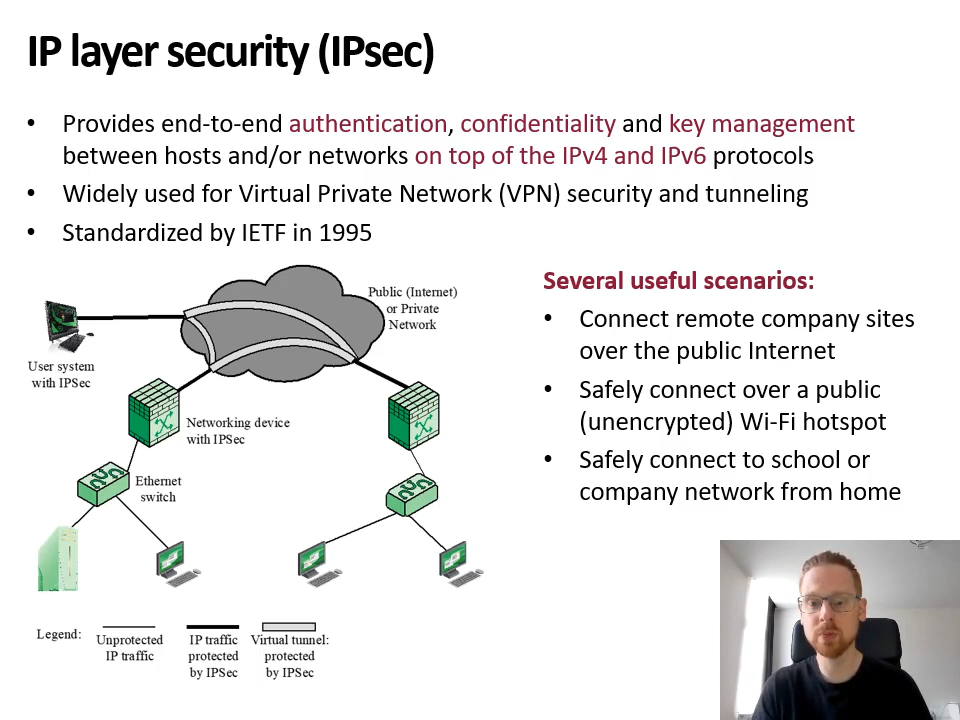 IP layer security (IPsec)
• Provides end-to-end authentication, confidentiality and key management
between hosts and/or networks on top of the IPv4 and IPv6 protocols
• Widely used for Virtual Private Network (VPN) security and tunneling
• Standardized by IETF in 1995
Public (Internet)
or Private
Network
User system
with IPSec
Networking device
with IPSec
Ethernet
switch
Legend:
Unprotected
IP traffic
IP traffic
protected
by IPSec
Virtual tunnel:
protected
by IPSec
Several useful scenarios:
• Connect remote company sites
over the public Internet
• Safely connect over a public
(unencrypted) Wi-Fi hotspot
• Safely connect to school or
company network from home